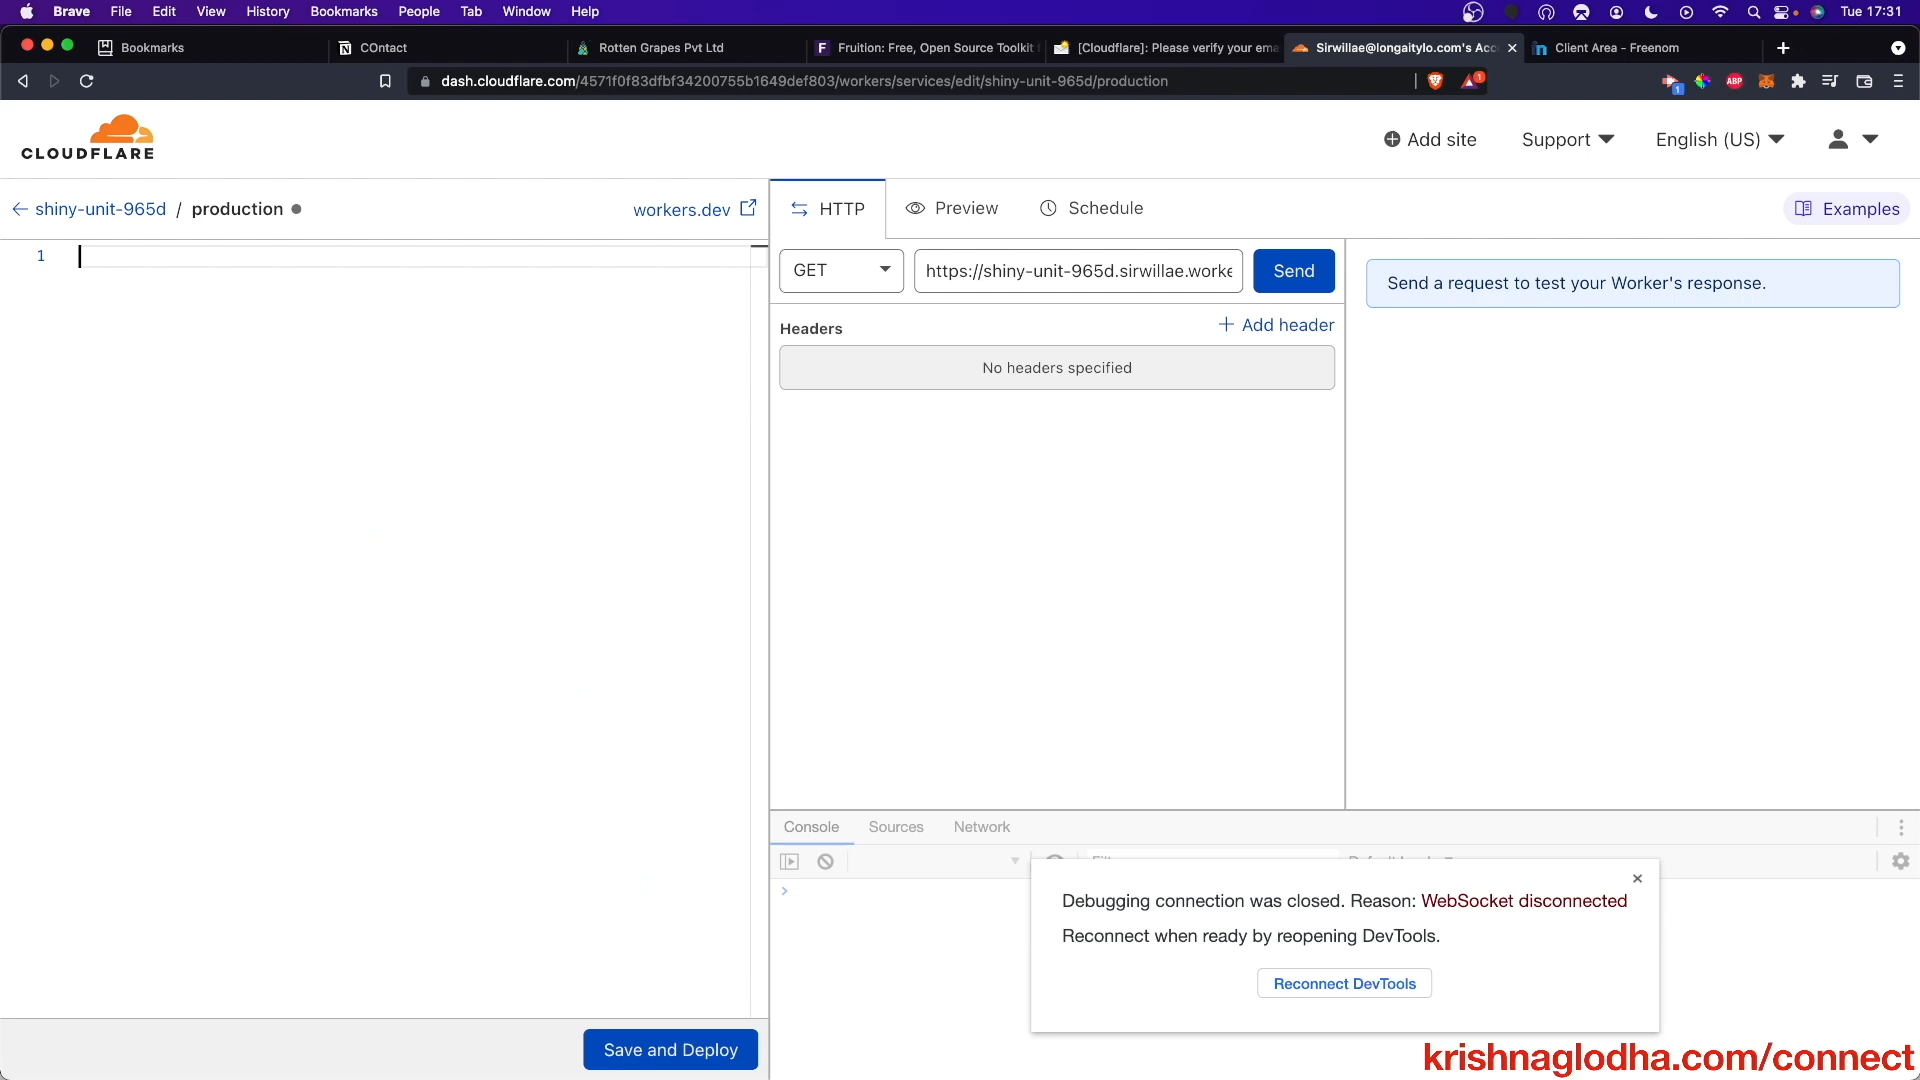 Brave File Edit View History Bookmarks People Tab Window Help Tue 17:31
Bookmarks COntact Rotten Grapes Pvt Ltd Fruition: Free, Open Source Toolkit [Cloudflare]: Please verify your ema Sirwillae@longaitylo.com's Acc Client Area - Freenom
dash.cloudflare.com/4571f0f83dfbf34200755b1649def803/workers/services/edit/shiny-unit-965d/production 1 1 ABP
CLOUDFLARE
Add site Support English (US)
shiny-unit-965d / production workers.dev HTTP Preview Schedule Examples
1
GET https://shiny-unit-965d.sirwillae.worke Send
Send a request to test your Worker's response.
Headers Add header
No headers specified
Console Sources Network
Debugging connection was closed. Reason: WebSocket disconnected
Reconnect when ready by reopening DevTools.
Reconnect DevTools
Save and Deploy
krishnaglodha.com/connect